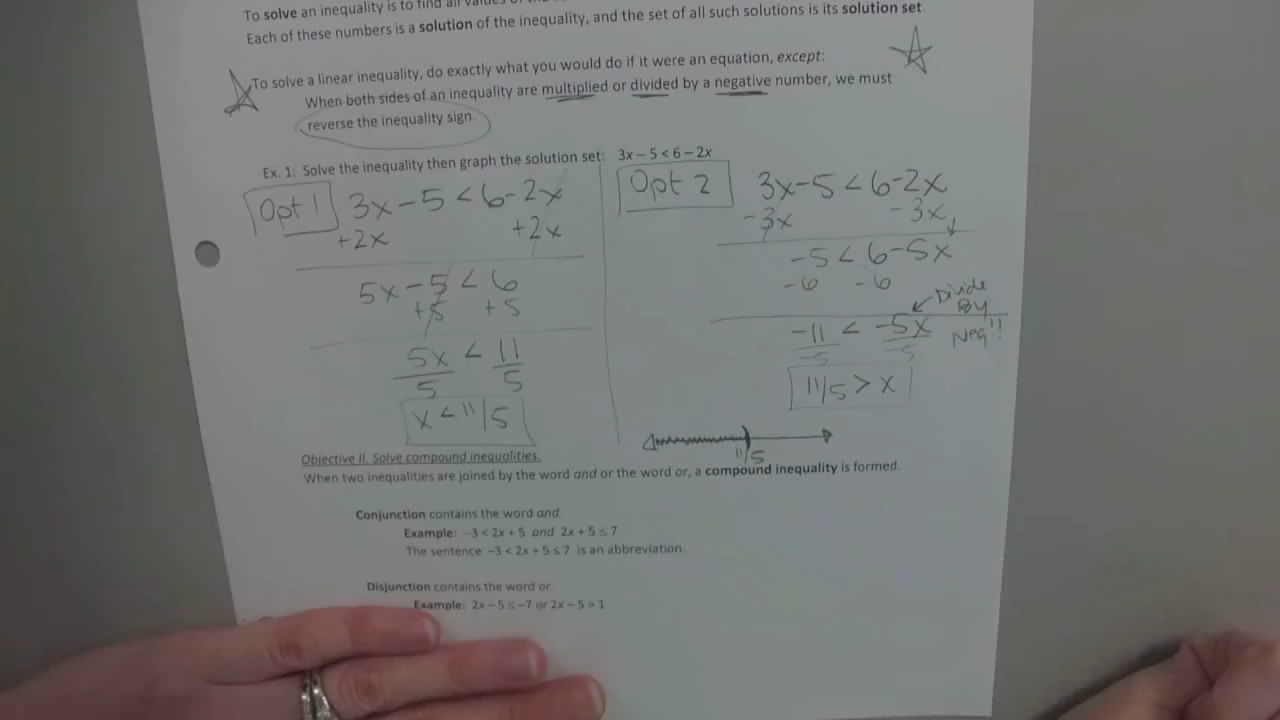 To solve an inequality is to find all values of the
Each of these numbers is a solution of the inequality, and the set of all such solutions is its solution set.
To solve a linear inequality, do exactly what you would do if it were an equation, except:
When both sides of an inequality are multiplied or divided by a negative number, we must
reverse the inequality sign.
Ex. 1: Solve the inequality then graph the solution set: 3x – 5 < 6 – 2x
Opt 1
3x – 5 < 6 - 2x
+2x +2x
5x – 5 < 6
+5 +5
5x < 11
5 5
x < 11/5
Opt 2
3x – 5 < 6 - 2x
-3x -3x
-5 < 6 - 5x
-6 -6
Divide
By
Neg!!
-11 < -5x
-5 -5
11/5 > x
11/5
Objective II. Solve compound inequalities.
When two inequalities are joined by the word and or the word or, a compound inequality is formed.
Conjunction contains the word and.
Example: –3 < 2x + 5 and 2x + 5 ≤ 7
The sentence –3 < 2x + 5 ≤ 7 is an abbreviation.
Disjunction contains the word or.
Example: 2x – 5 ≤ –7 or 2x – 5 > 1